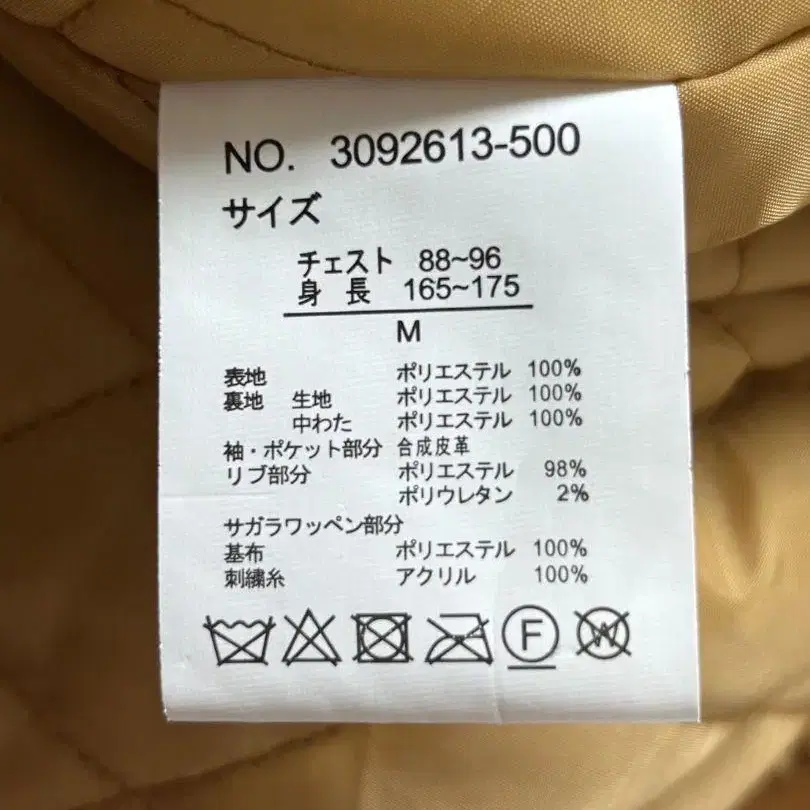 NO. 3092613-500
サイズ
チェスト 88~96
身長 165~175
M
表地 ポリエステル 100%
裏地 生地 ポリエステル 100%
中わた ポリエステル 100%
袖・ポケット部分 合成皮革
リブ部分 ポリエステル 98%
ポリウレタン 2%
サガラワッペン部分
基布 ポリエステル 100%
刺繍糸 アクリル 100%
F W